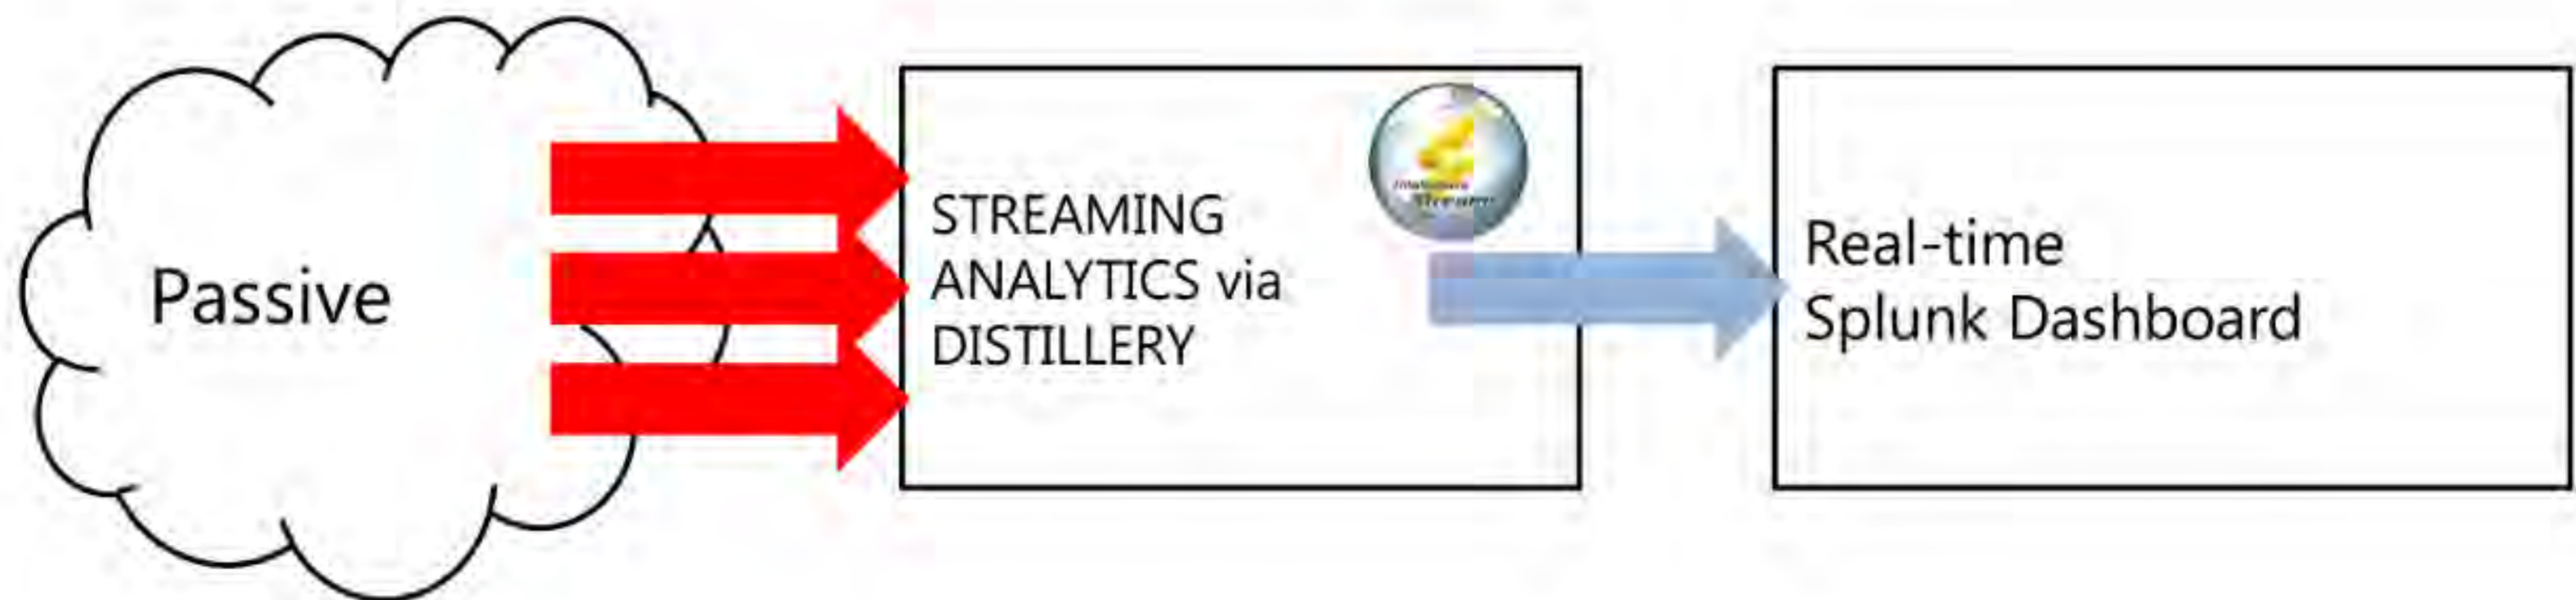 Passive
STREAMING
ANALYTICS via
DISTILLERY
Real-time
Splunk Dashboard